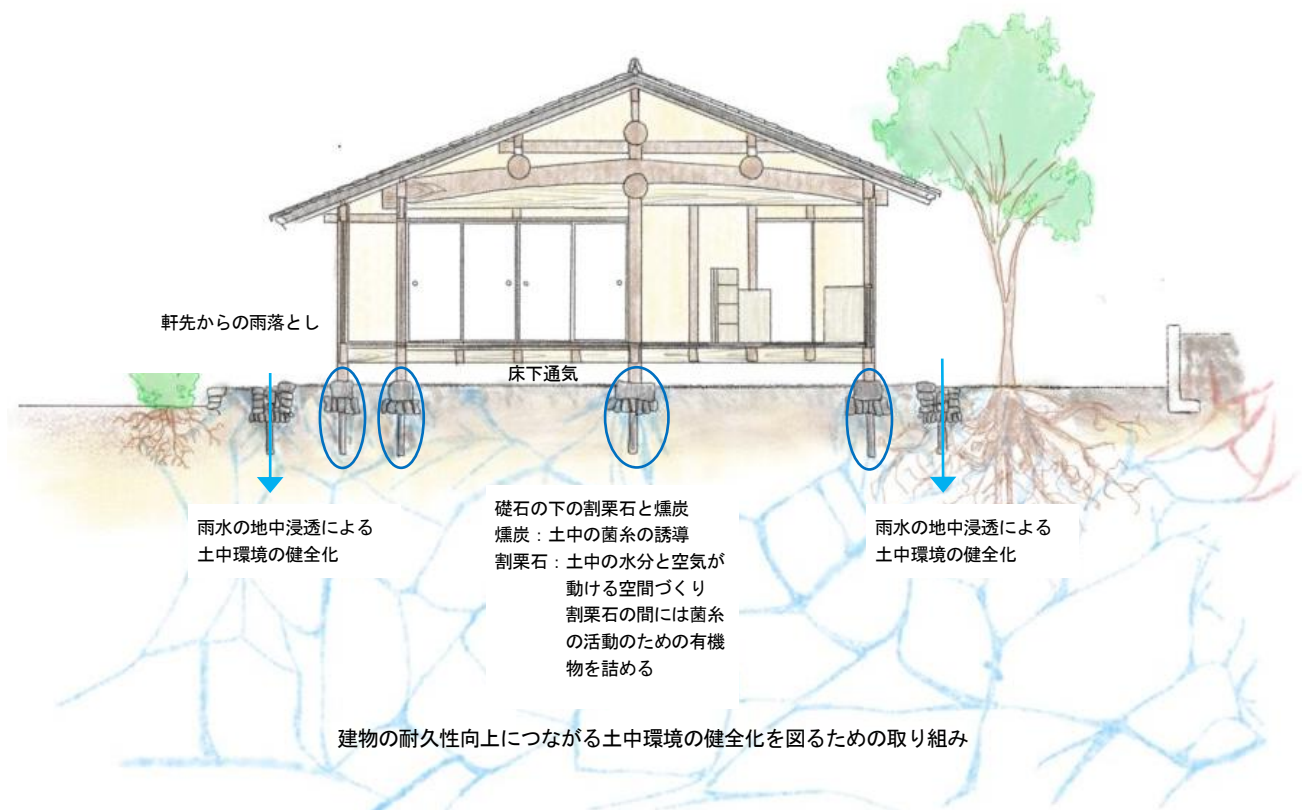 軒先からの雨落とし
床下通気
雨水の地中浸透による
土中環境の健全化
礎石の下の割栗石と燻炭
燻炭：土中の菌糸の誘導
割栗石：土中の水分と空気が
動ける空間づくり
割栗石の間には菌糸
の活動のための有機
物を詰める
雨水の地中浸透による
土中環境の健全化
建物の耐久性向上につながる土中環境の健全化を図るための取り組み